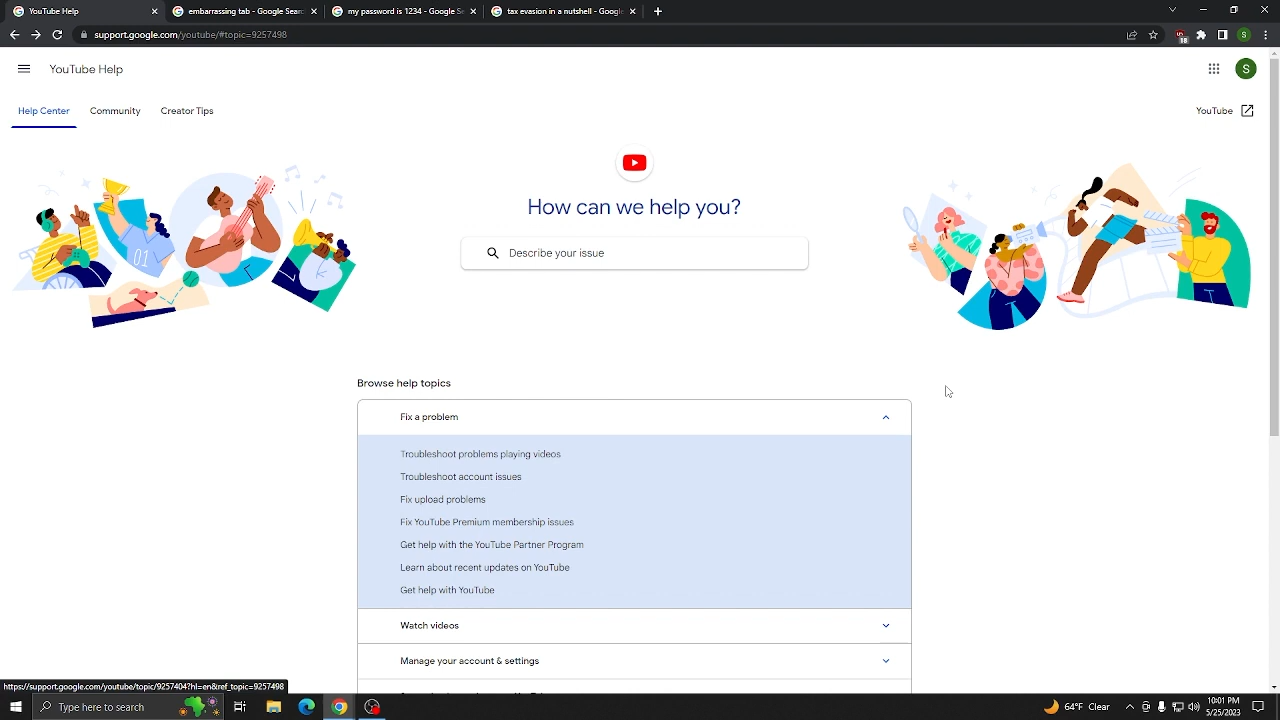 YouTube Help
embarrassing tab - Google Sear
my password is 1234 - Google Se
tax evasion in a nutshell - Google
support.google.com/youtube/#topic=9257498
18
S
YouTube Help
S
Help Center
Community
Creator Tips
YouTube
01
How can we help you?
Describe your issue
Browse help topics
Fix a problem
Troubleshoot problems playing videos
Troubleshoot account issues
Fix upload problems
Fix YouTube Premium membership issues
Get help with the YouTube Partner Program
Learn about recent updates on YouTube
Get help with YouTube
Watch videos
Manage your account & settings
https://support.google.com/youtube/topic/9257404?hl=en&ref_topic=9257498
Type here to search
64°F Clear
10:01 PM
5/25/2023